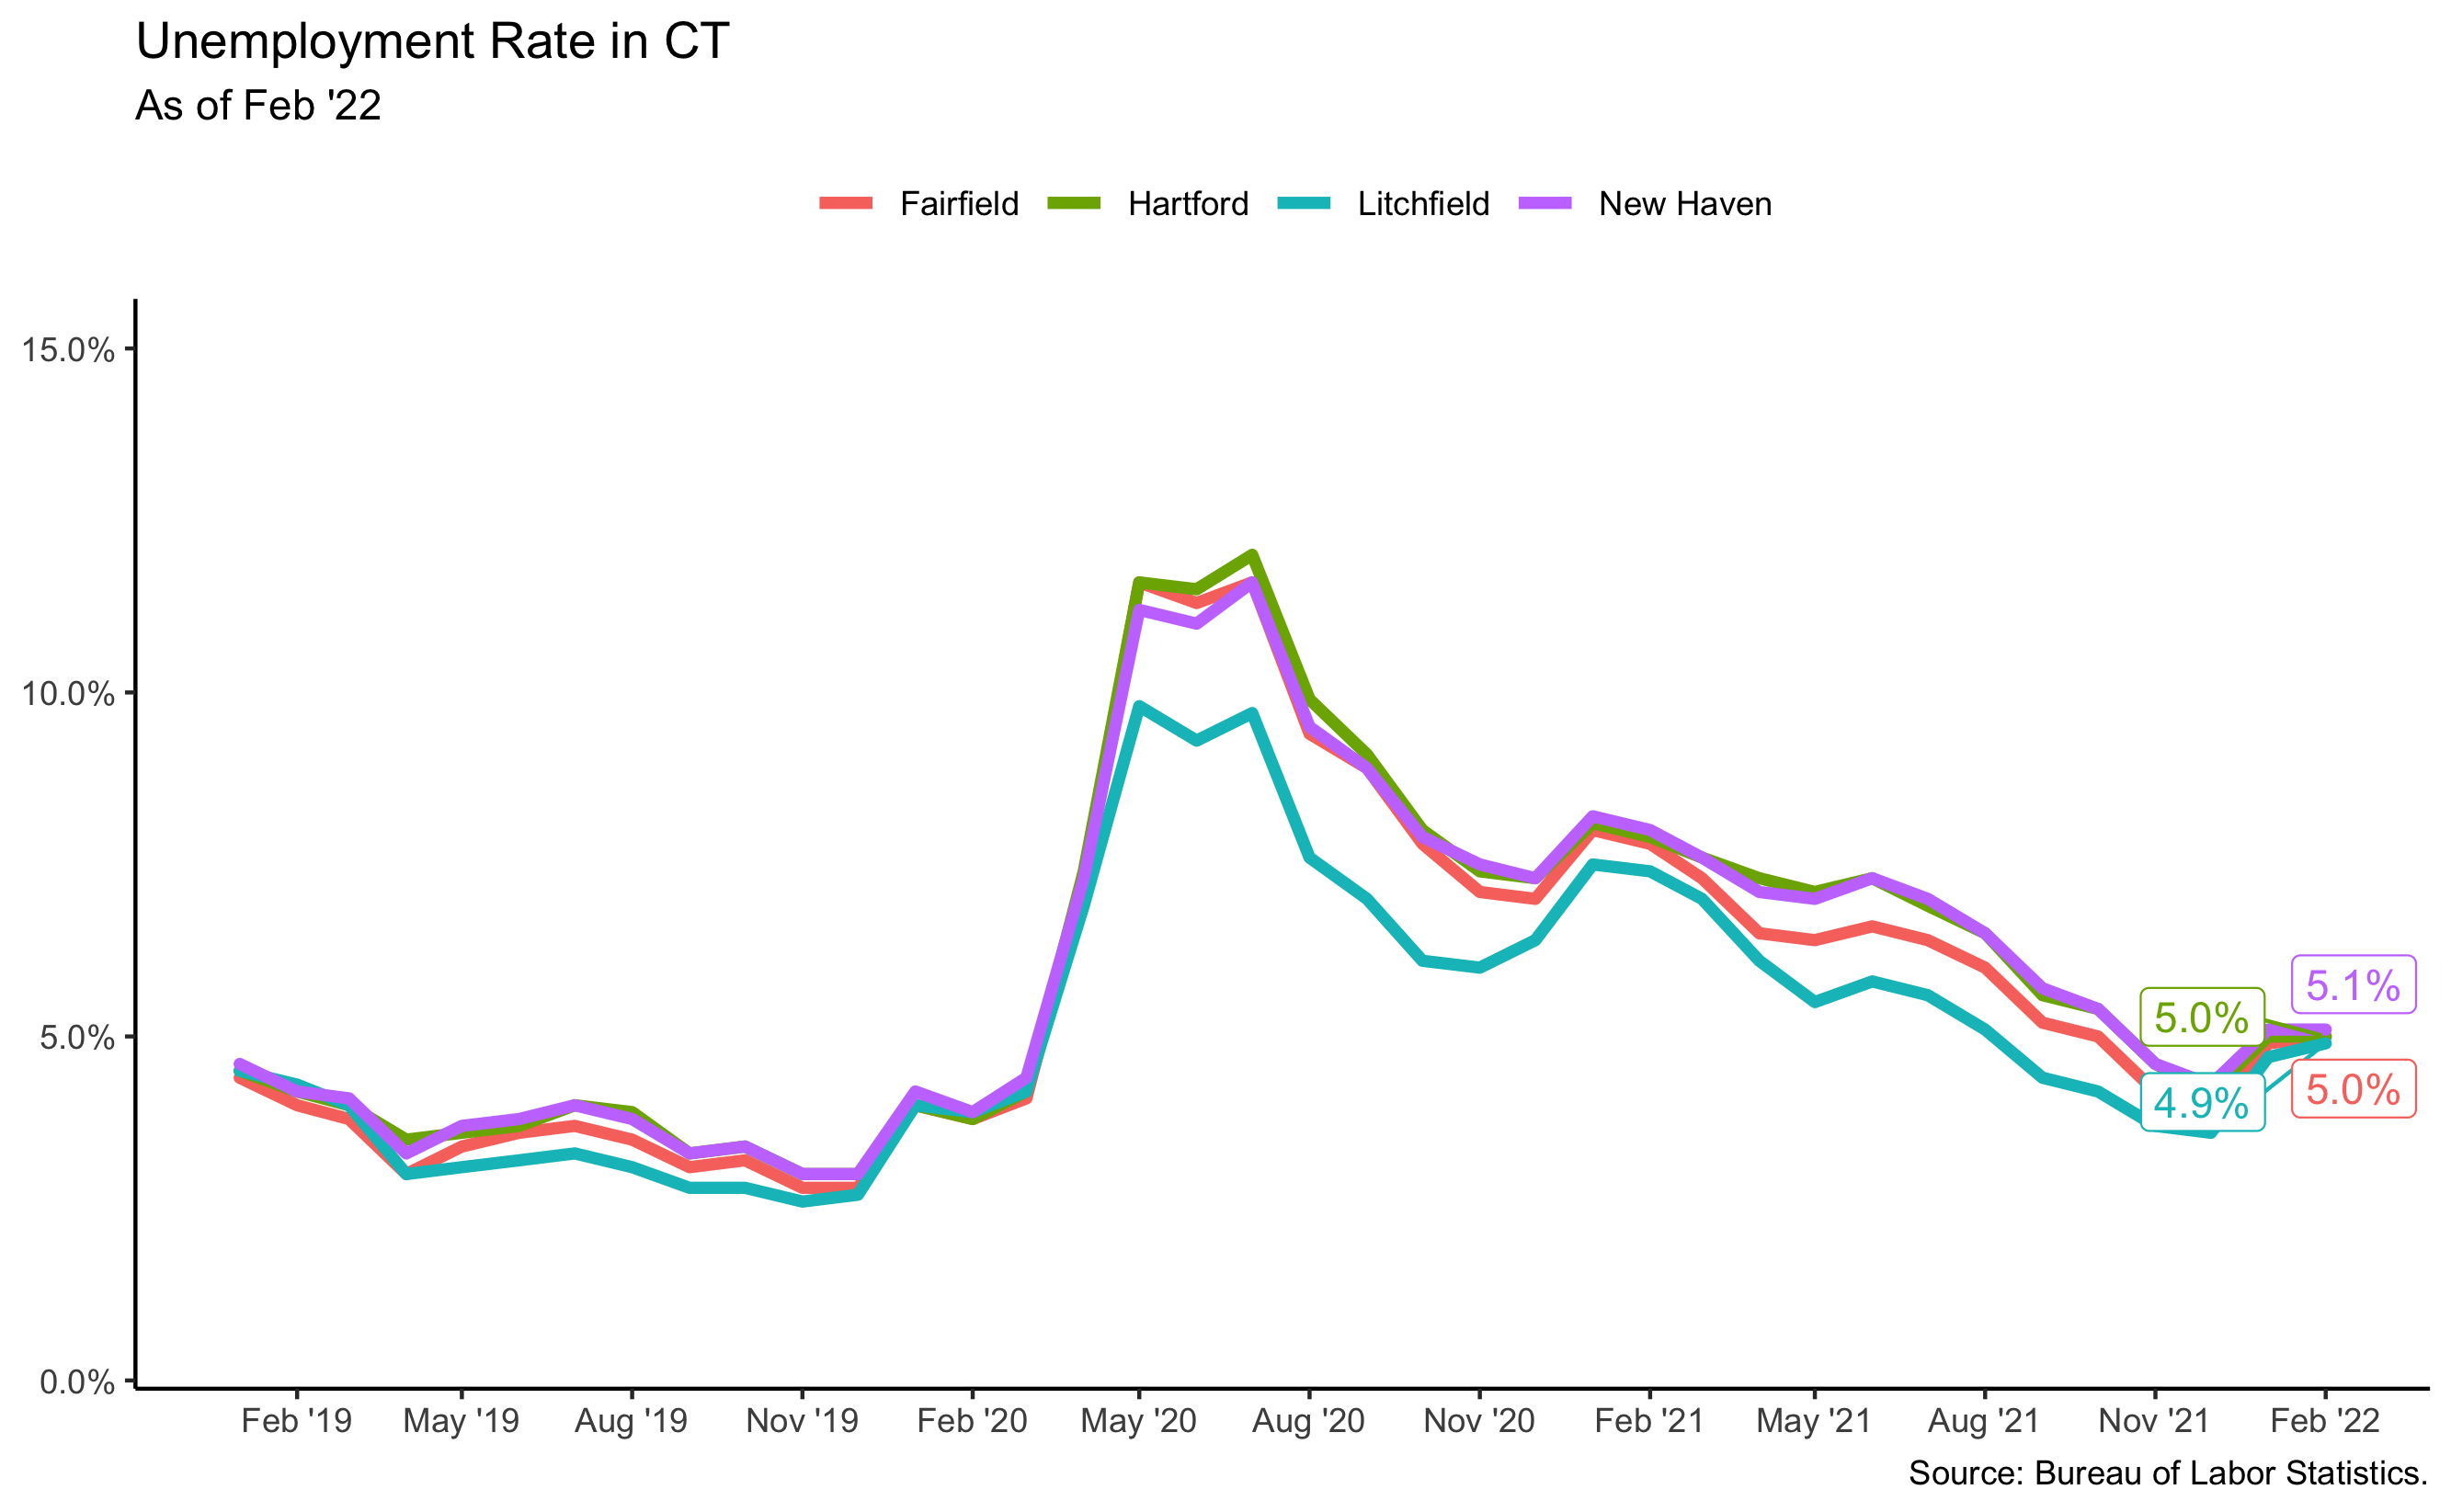 Unemployment Rate in CT
As of Feb '22
Fairfield Hartford Litchfield New Haven
15.0%
10.0%
5.0%
0.0%
5.1%
5.0%
4.9%
5.0%
Feb '19 May '19 Aug '19 Nov '19 Feb '20 May '20 Aug '20 Nov '20 Feb '21 May '21 Aug '21 Nov '21 Feb '22
Source: Bureau of Labor Statistics.